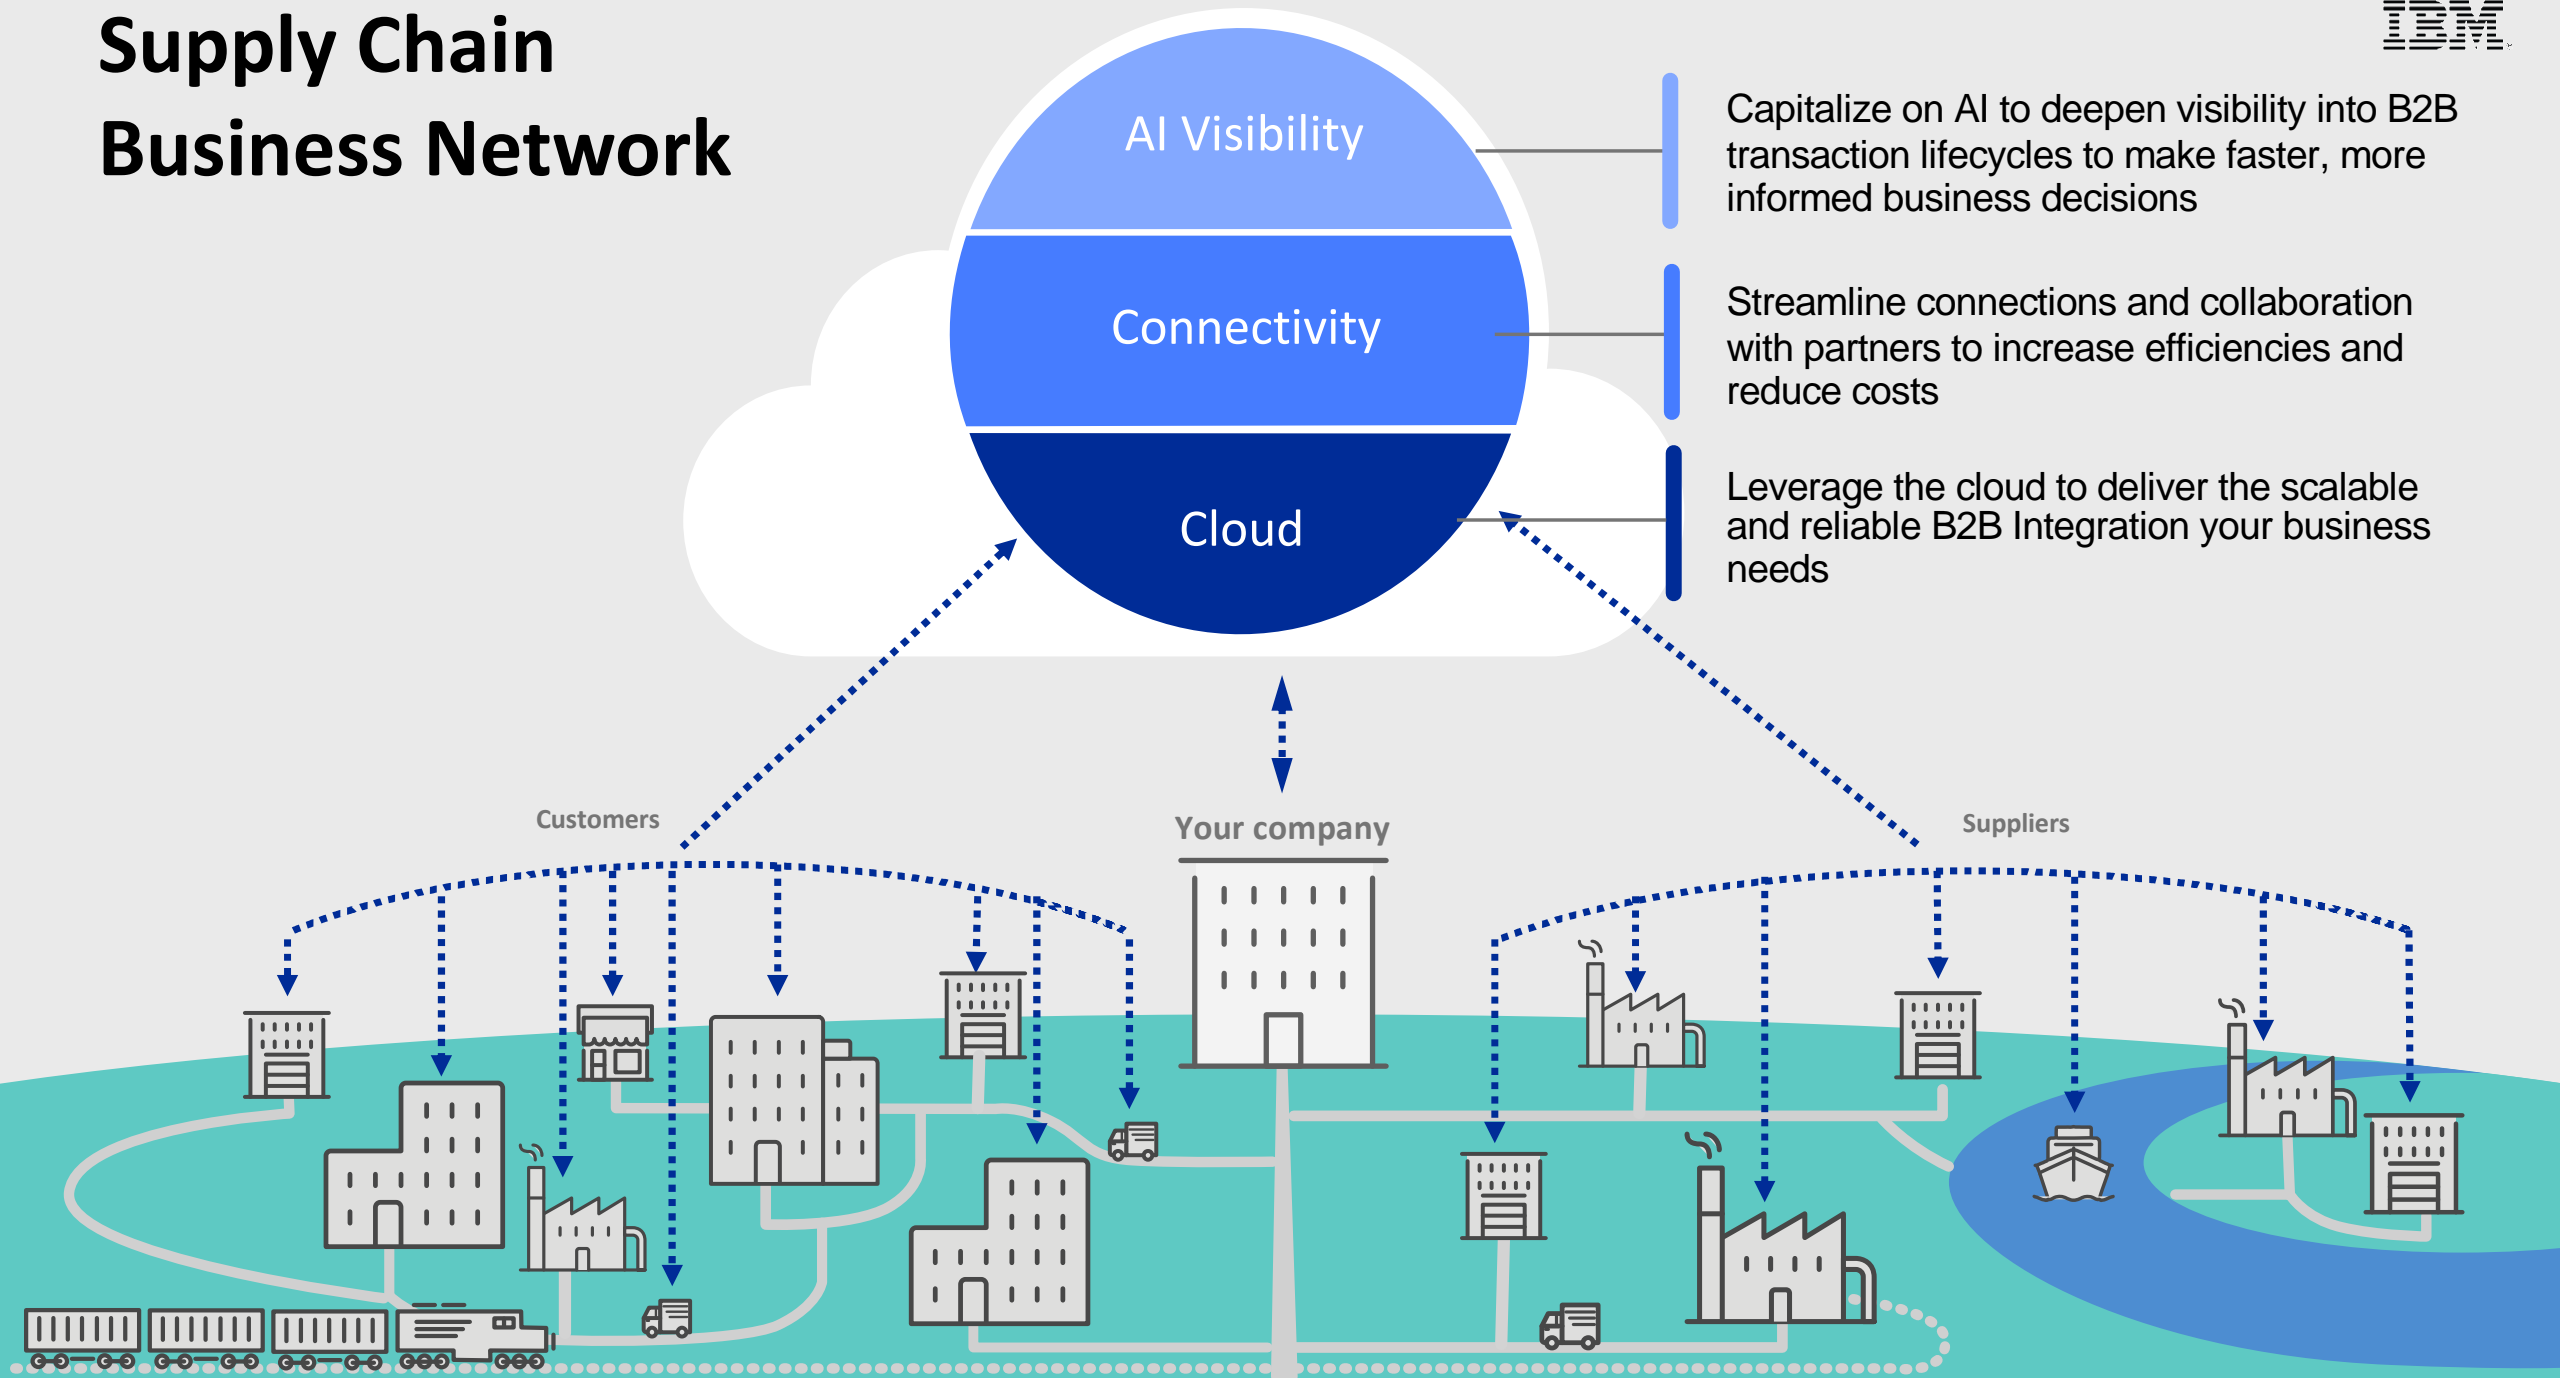 Supply Chain
Business Network
IBM
AI Visibility
Capitalize on AI to deepen visibility into B2B
transaction lifecycles to make faster, more
informed business decisions
Connectivity
Streamline connections and collaboration
with partners to increase efficiencies and
reduce costs
Cloud
Leverage the cloud to deliver the scalable
and reliable B2B Integration your business
needs
Customers
Your company
Suppliers